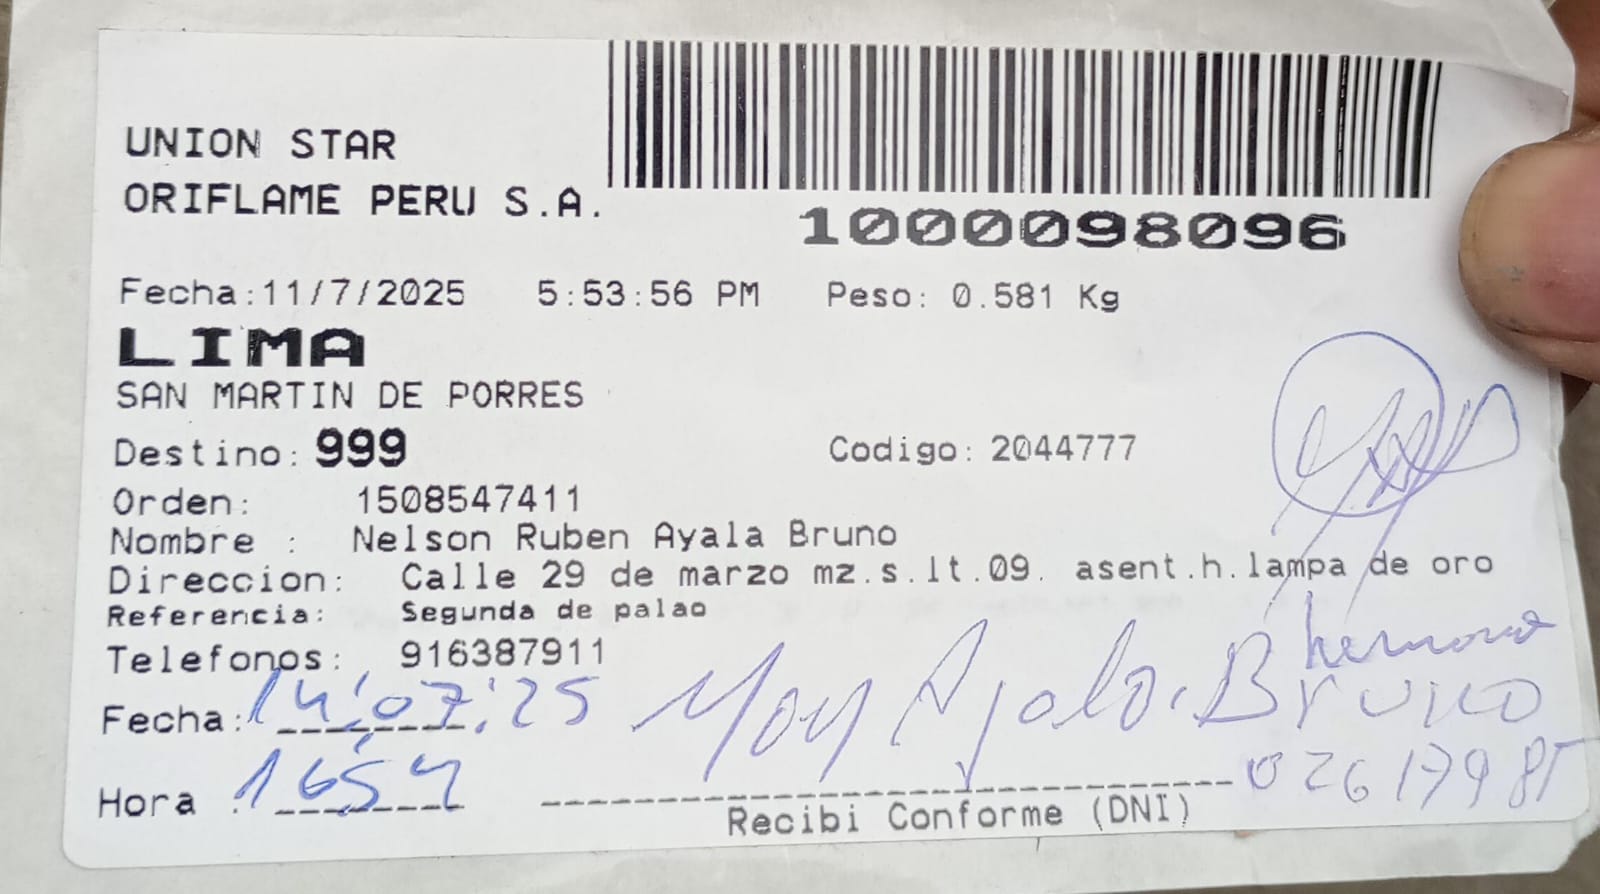 UNION STAR
ORIFLAME PERU S.A.
1000098096
Fecha:11/7/2025 5:53:56 PM Peso: 0.581 Kg
LIMA
SAN MARTIN DE PORRES
Destino: 999 Codigo: 2044777
Orden: 1508547411
Nombre : Nelson Ruben Ayala Bruno
Direccion: Calle 29 de marzo mz.s.lt.09. asent.h.lampa de oro
Referencia: Segunda de palao
Telefonos: 916387911
hermana
Fecha: 14.07.25 Ayala Bruno
Hora : 1654
Recibi Conforme (DNI)